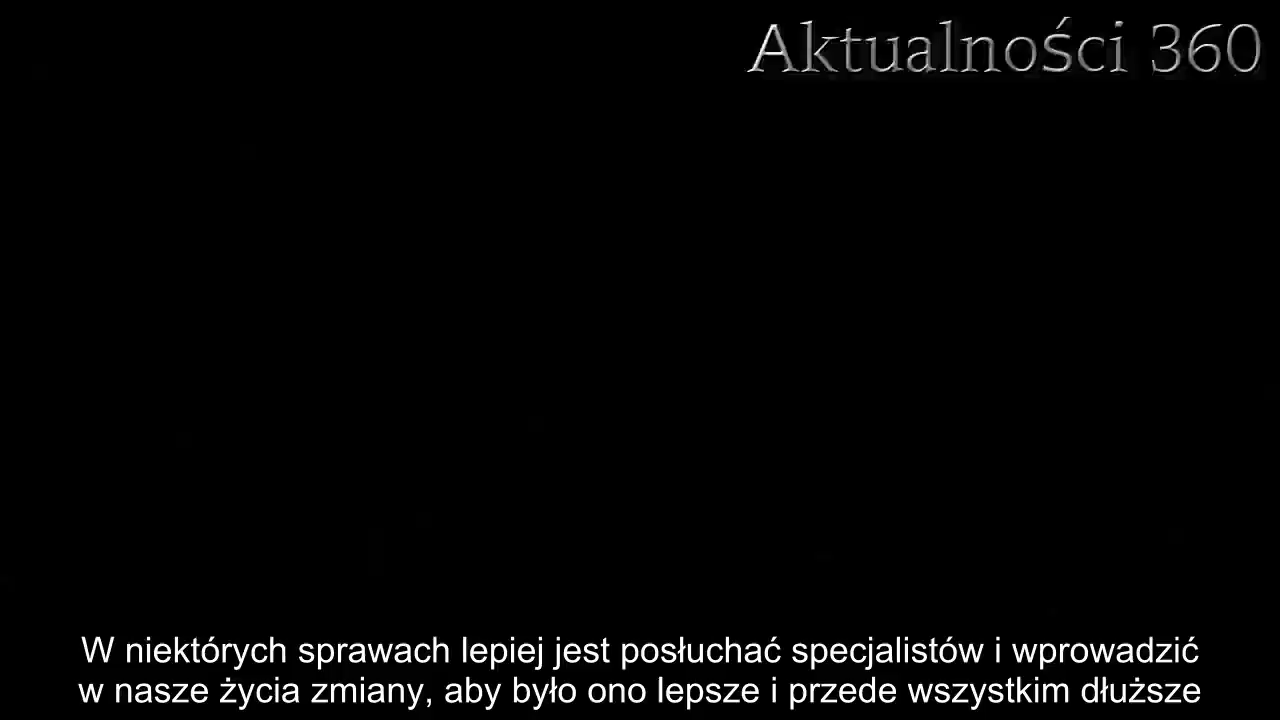 Aktualności 360
W niektórych sprawach lepiej jest posłuchać specjalistów i wprowadzić
w nasze życia zmiany, aby było ono lepsze i przede wszystkim dłuższe